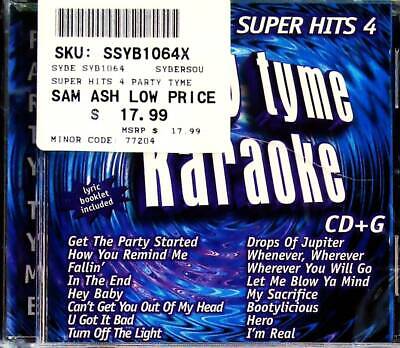 SUPER HITS 4
SKU: SSYB1064X
SYBE SYB1064 SYBERSOU
SUPER HITS 4 PARTY TYME
SAM ASH LOW PRICE
$ 17.99
MSRP $ 17.99
MINOR CODE: 77204
tyme
karaoke
lyric
booklet
included
CD+G
Get The Party Started
How You Remind Me
Fallin'
In The End
Hey Baby
Can't Get You Out Of My Head
U Got It Bad
Turn Off The Light
Drops Of Jupiter
Whenever, Wherever
Wherever You Will Go
Let Me Blow Ya Mind
My Sacrifice
Bootylicious
Hero
I'm Real